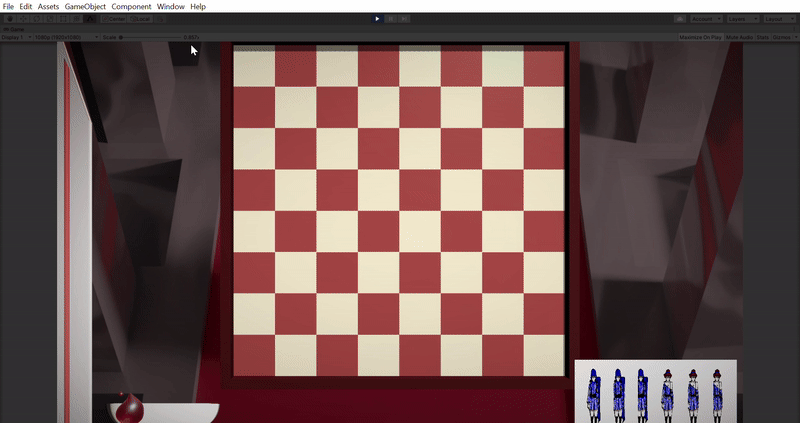 File Edit Assets GameObject Component Window Help
Center Local Account Layers Layout
Game
Display 1 1080p (1920x1080) Scale 0.857x Maximize On Play Mute Audio Stats Gizmos